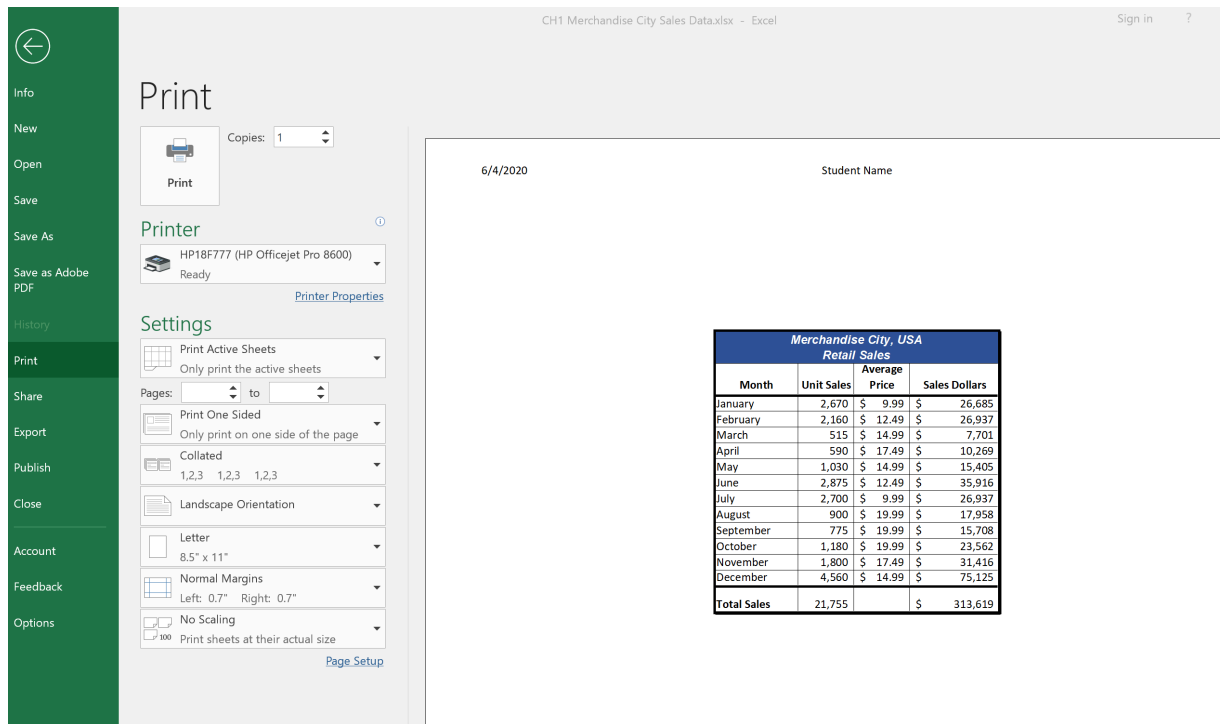 CH1 Merchandise City Sales Data.xlsx - Excel
Sign in ?
Info
New
Open
Save
Save As
Save as Adobe
PDF
History
Print
Share
Export
Publish
Close
Account
Feedback
Options
Print
Print
Copies: 1
Printer
HP18F777 (HP Officejet Pro 8600)
Ready
Printer Properties
Settings
Print Active Sheets
Only print the active sheets
Pages: to
Print One Sided
Only print on one side of the page
Collated
1,2,3 1,2,3 1,2,3
Landscape Orientation
Letter
8.5" x 11"
Normal Margins
Left: 0.7" Right: 0.7"
No Scaling
100 Print sheets at their actual size
Page Setup
6/4/2020 Student Name
Merchandise City, USA
Retail Sales
Average
Month Unit Sales Price Sales Dollars
January 2,670 $ 9.99 $ 26,685
February 2,160 $ 12.49 $ 26,937
March 515 $ 14.99 $ 7,701
April 590 $ 17.49 $ 10,269
May 1,030 $ 14.99 $ 15,405
June 2,875 $ 12.49 $ 35,916
July 2,700 $ 9.99 $ 26,937
August 900 $ 19.99 $ 17,958
September 775 $ 19.99 $ 15,708
October 1,180 $ 19.99 $ 23,562
November 1,800 $ 17.49 $ 31,416
December 4,560 $ 14.99 $ 75,125
Total Sales 21,755 $ 313,619